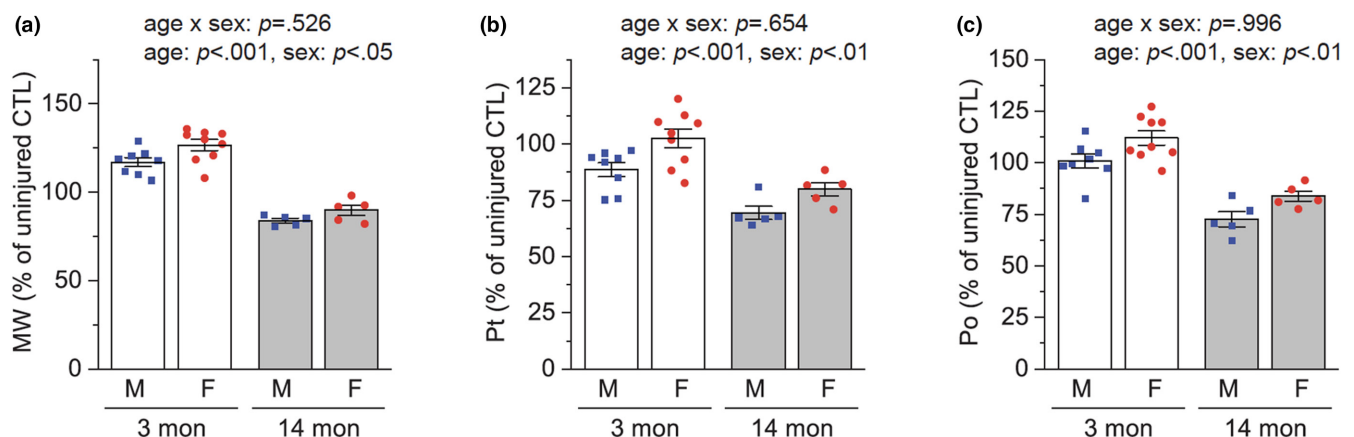 (a)
age x sex: p=.526
age: p<.001, sex: p<.05
MW (% of uninjured CTL)
150
100
50
0
M F M F
3 mon 14 mon
(b)
age x sex: p=.654
age: p<.001, sex: p<.01
Pt (% of uninjured CTL)
125
100
75
50
25
0
M F M F
3 mon 14 mon
(c)
age x sex: p=.996
age: p<.001, sex: p<.01
Po (% of uninjured CTL)
150
125
100
75
50
25
0
M F M F
3 mon 14 mon